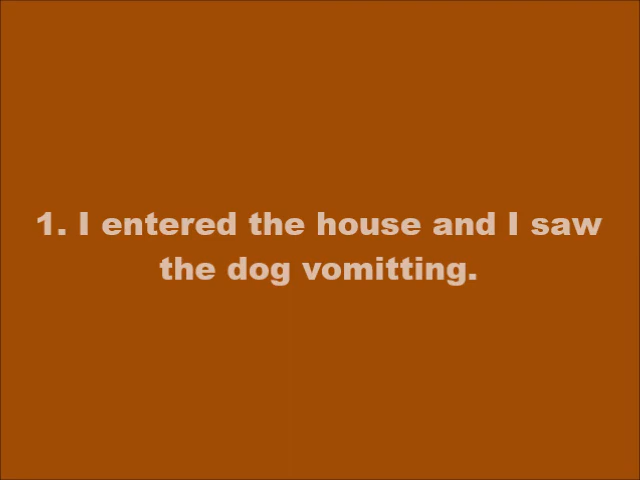 1. I entered the house and I saw
the dog vomitting.